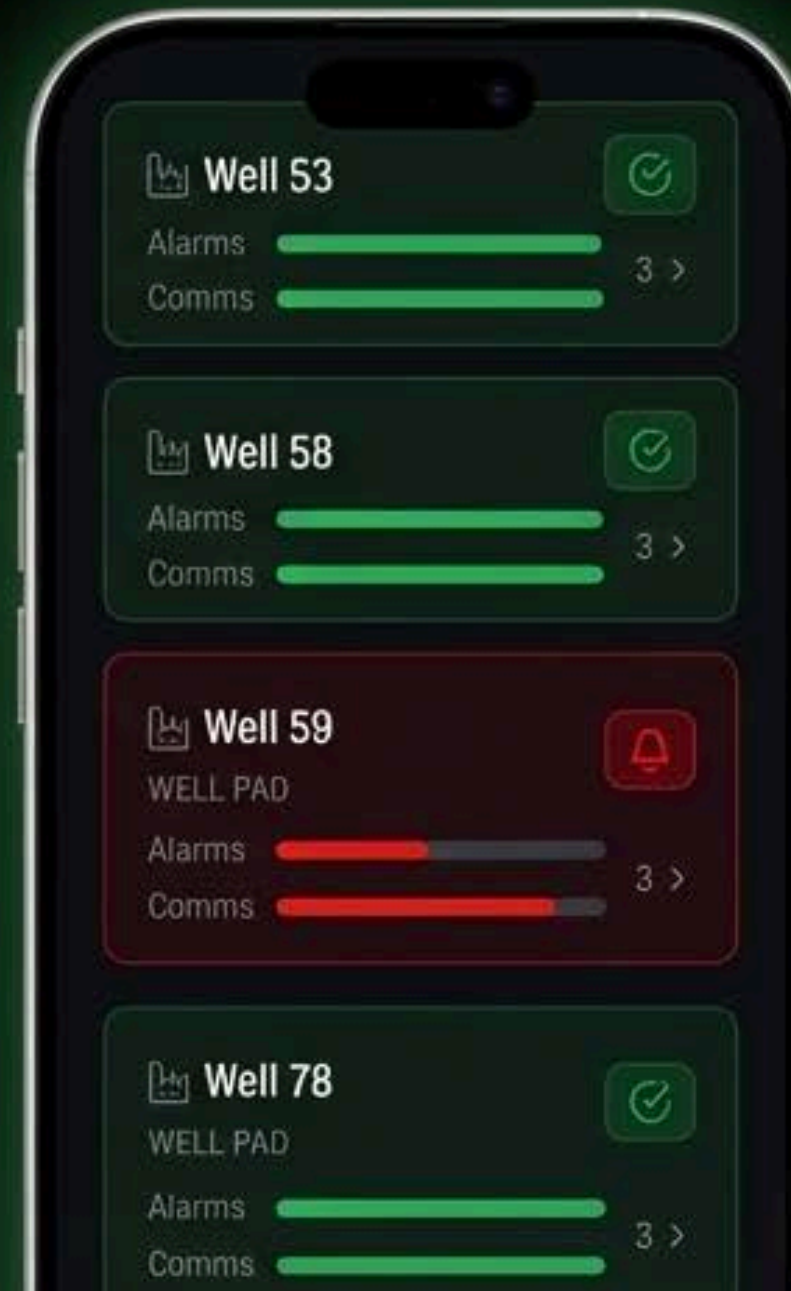 Well 53
Alarms
3 >
Comms
Well 58
Alarms
3 >
Comms
Well 59
WELL PAD
Alarms
3 >
Comms
Well 78
WELL PAD
Alarms
3 >
Comms